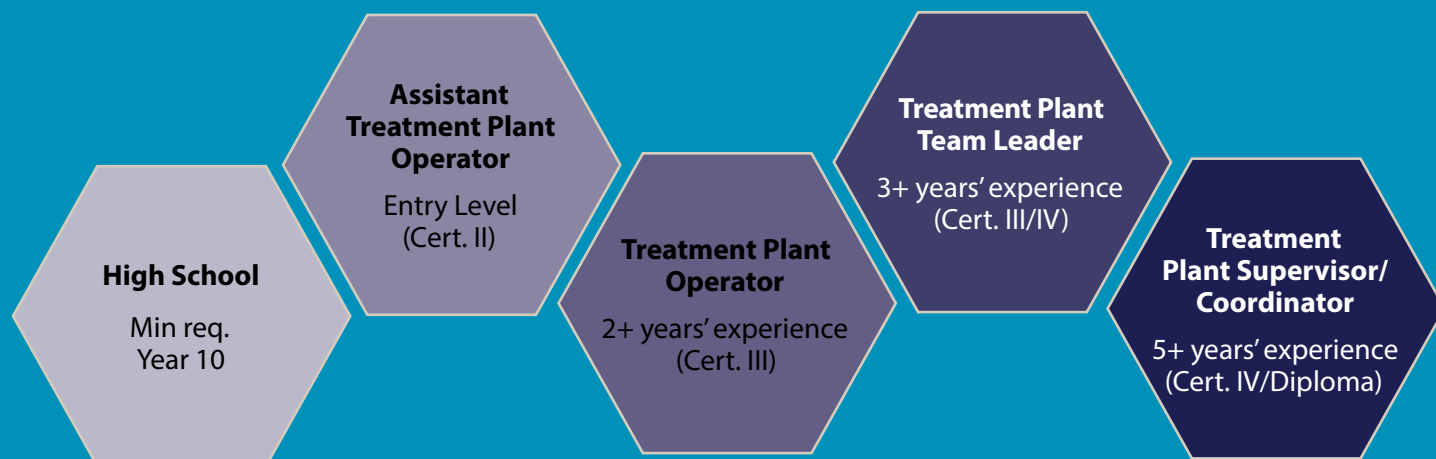 High School
Min req.
Year 10
Assistant
Treatment Plant
Operator
Entry Level
(Cert. II)
Treatment Plant
Operator
2+ years’ experience
(Cert. III)
Treatment Plant
Team Leader
3+ years’ experience
(Cert. III/IV)
Treatment
Plant Supervisor/
Coordinator
5+ years’ experience
(Cert. IV/Diploma)